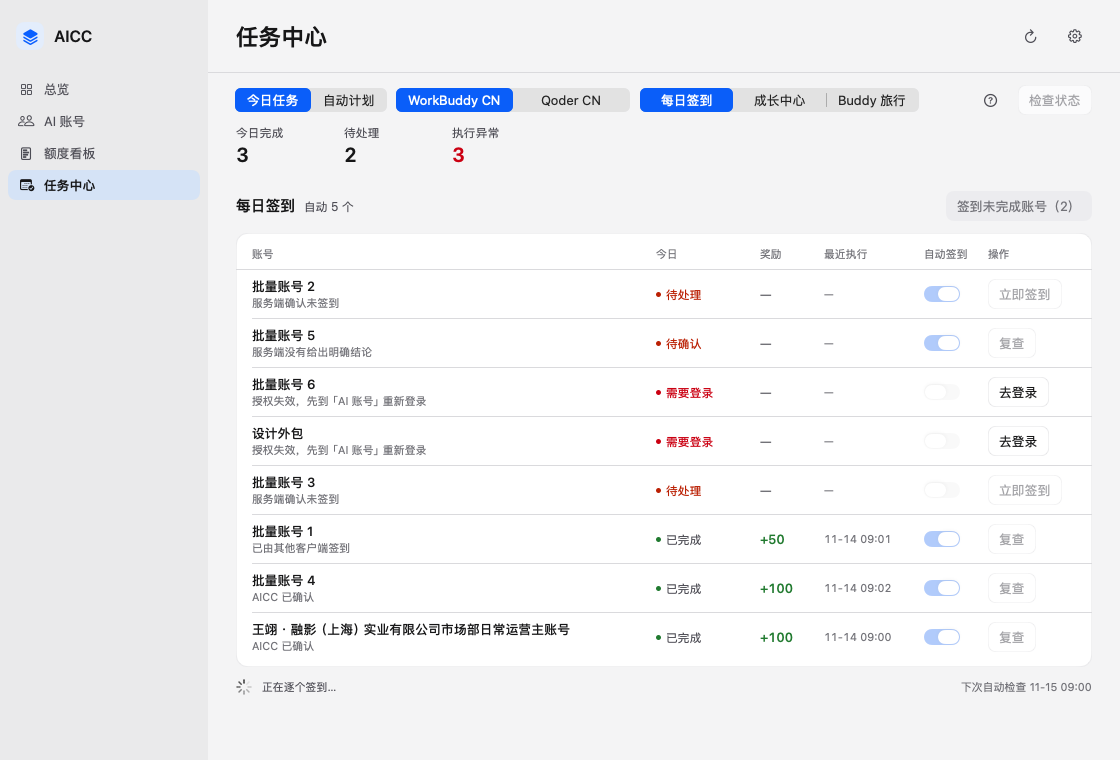 AICC
任务中心
总览
AI 账号
额度看板
任务中心
今日任务 自动计划 WorkBuddy CN Qoder CN 每日签到 成长中心 Buddy 旅行 检查状态
今日完成 待处理 执行异常
3 2 3
每日签到 自动 5 个 签到未完成账号（2）
账号 今日 奖励 最近执行 自动签到 操作
批量账号 2
服务端确认未签到
待处理 — — 立即签到
批量账号 5
服务端没有给出明确结论
待确认 — — 复查
批量账号 6
授权失效，先到「AI 账号」重新登录
需要登录 — — 去登录
设计外包
授权失效，先到「AI 账号」重新登录
需要登录 — — 去登录
批量账号 3
服务端确认未签到
待处理 — — 立即签到
批量账号 1
已由其他客户端签到
已完成 +50 11-14 09:01 复查
批量账号 4
AICC 已确认
已完成 +100 11-14 09:02 复查
王翊 · 融影（上海）实业有限公司市场部日常运营主账号
AICC 已确认
已完成 +100 11-14 09:00 复查
正在逐个签到... 下次自动检查 11-15 09:00